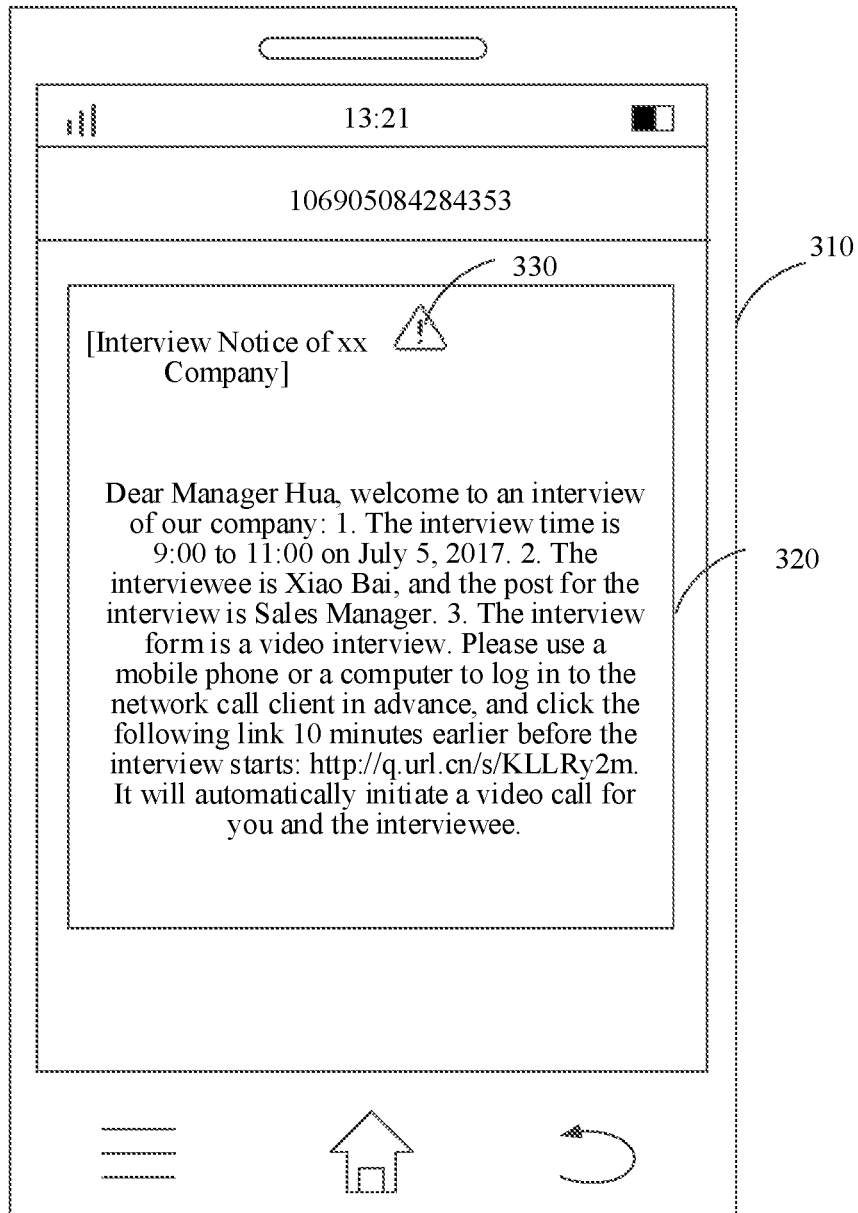 13:21
106905084284353
310
330
[Interview Notice of xx
Company]
Dear Manager Hua, welcome to an interview
of our company: 1. The interview time is
9:00 to 11:00 on July 5, 2017. 2. The
interviewee is Xiao Bai, and the post for the
interview is Sales Manager. 3. The interview
form is a video interview. Please use a
mobile phone or a computer to log in to the
network call client in advance, and click the
following link 10 minutes earlier before the
interview starts: http://q.url.cn/s/KLLRy2m.
It will automatically initiate a video call for
you and the interviewee.
320